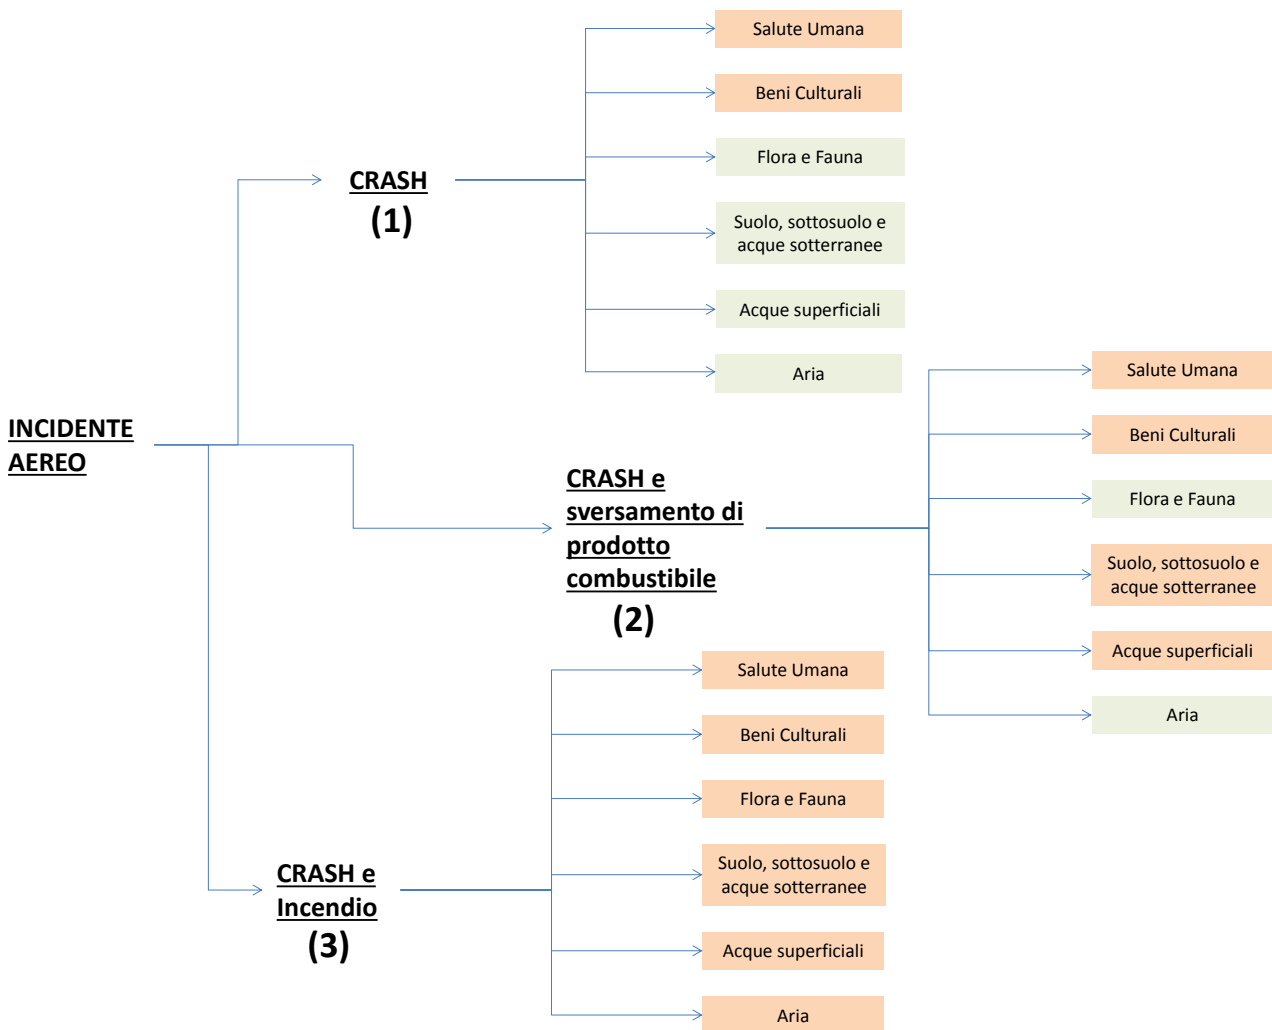 INCIDENTE
AEREO
CRASH
(1)
Salute Umana
Beni Culturali
Flora e Fauna
Suolo, sottosuolo e
acque sotterranee
Acque superficiali
Aria
CRASH e
sversamento di
prodotto
combustibile
(2)
Salute Umana
Beni Culturali
Flora e Fauna
Suolo, sottosuolo e
acque sotterranee
Acque superficiali
Aria
CRASH e
Incendio
(3)
Salute Umana
Beni Culturali
Flora e Fauna
Suolo, sottosuolo e
acque sotterranee
Acque superficiali
Aria